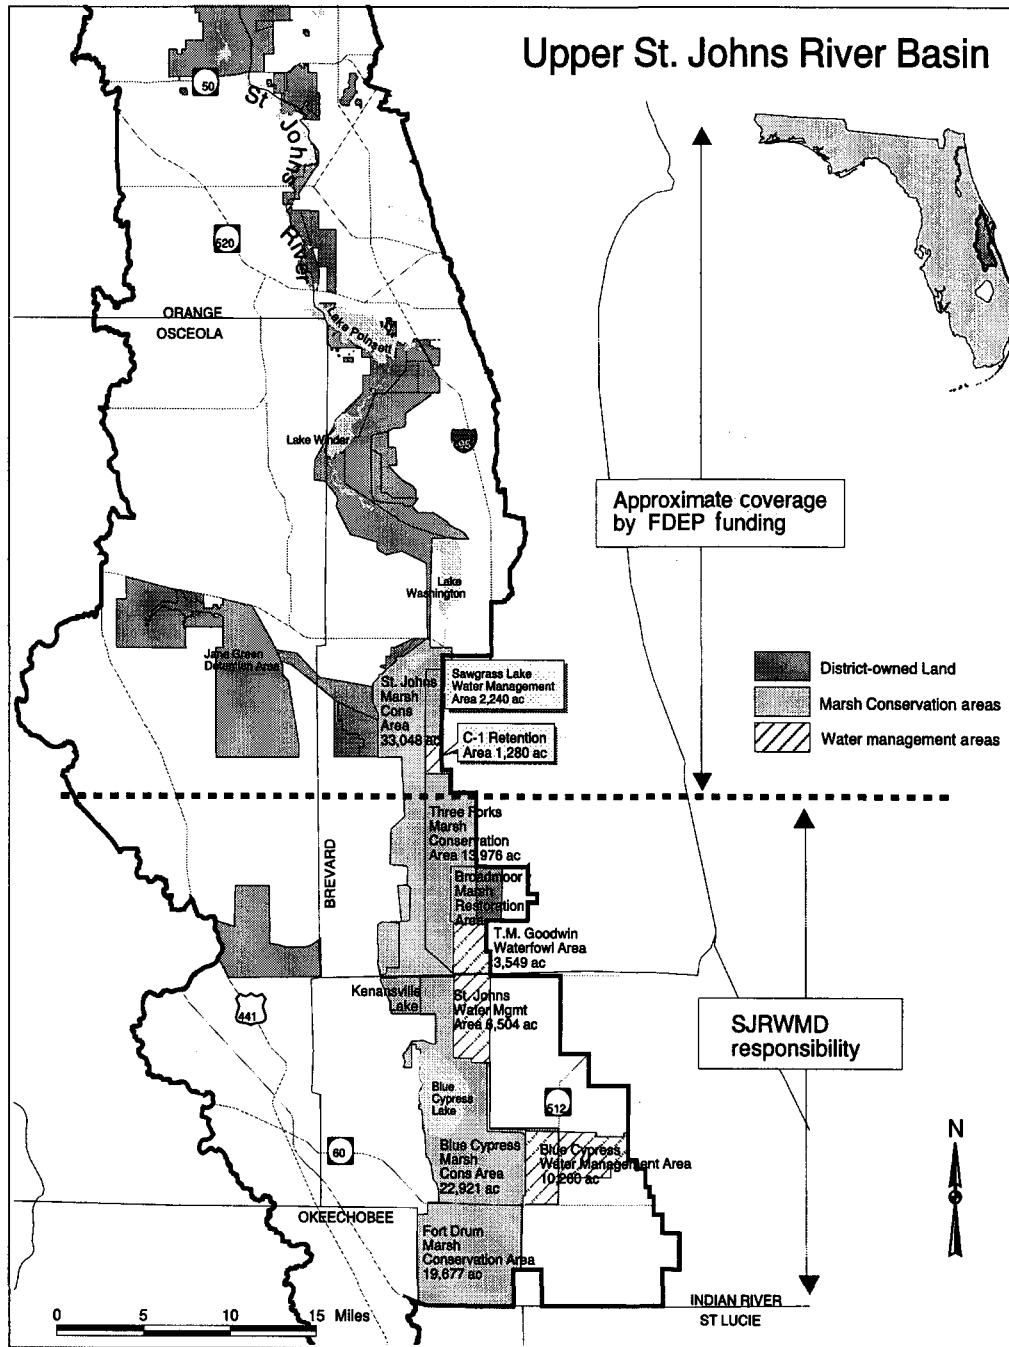 Upper St. Johns River Basin
50
St Johns River
520
ORANGE
OSCEOLA
Lake Poinsett
Lake Winder
95
Approximate coverage
by FDEP funding
Lake
Washington
Jane Green
Detention Area
St. Johns
Marsh
Cons
Area
33,048 ac
Sawgrass Lake
Water Management
Area 2,240 ac
C-1 Retention
Area 1,280 ac
District-owned Land
Marsh Conservation areas
Water management areas
Three Forks
Marsh
Conservation
Area 13,976 ac
BREVARD
Broadmoor
Marsh
Restoration
Area
T.M. Goodwin
Waterfowl Area
3,549 ac
Kenansville
Lake
St. Johns
Water Mgmt
Area 6,504 ac
441
SJRWMD
responsibility
Blue
Cypress
Lake
512
60
Blue Cypress
Marsh
Cons Area
22,921 ac
Blue Cypress
Water Management Area
10,260 ac
N
OKEECHOBEE
Fort Drum
Marsh
Conservation Area
19,677 ac
INDIAN RIVER
ST LUCIE
0 5 10 15 Miles